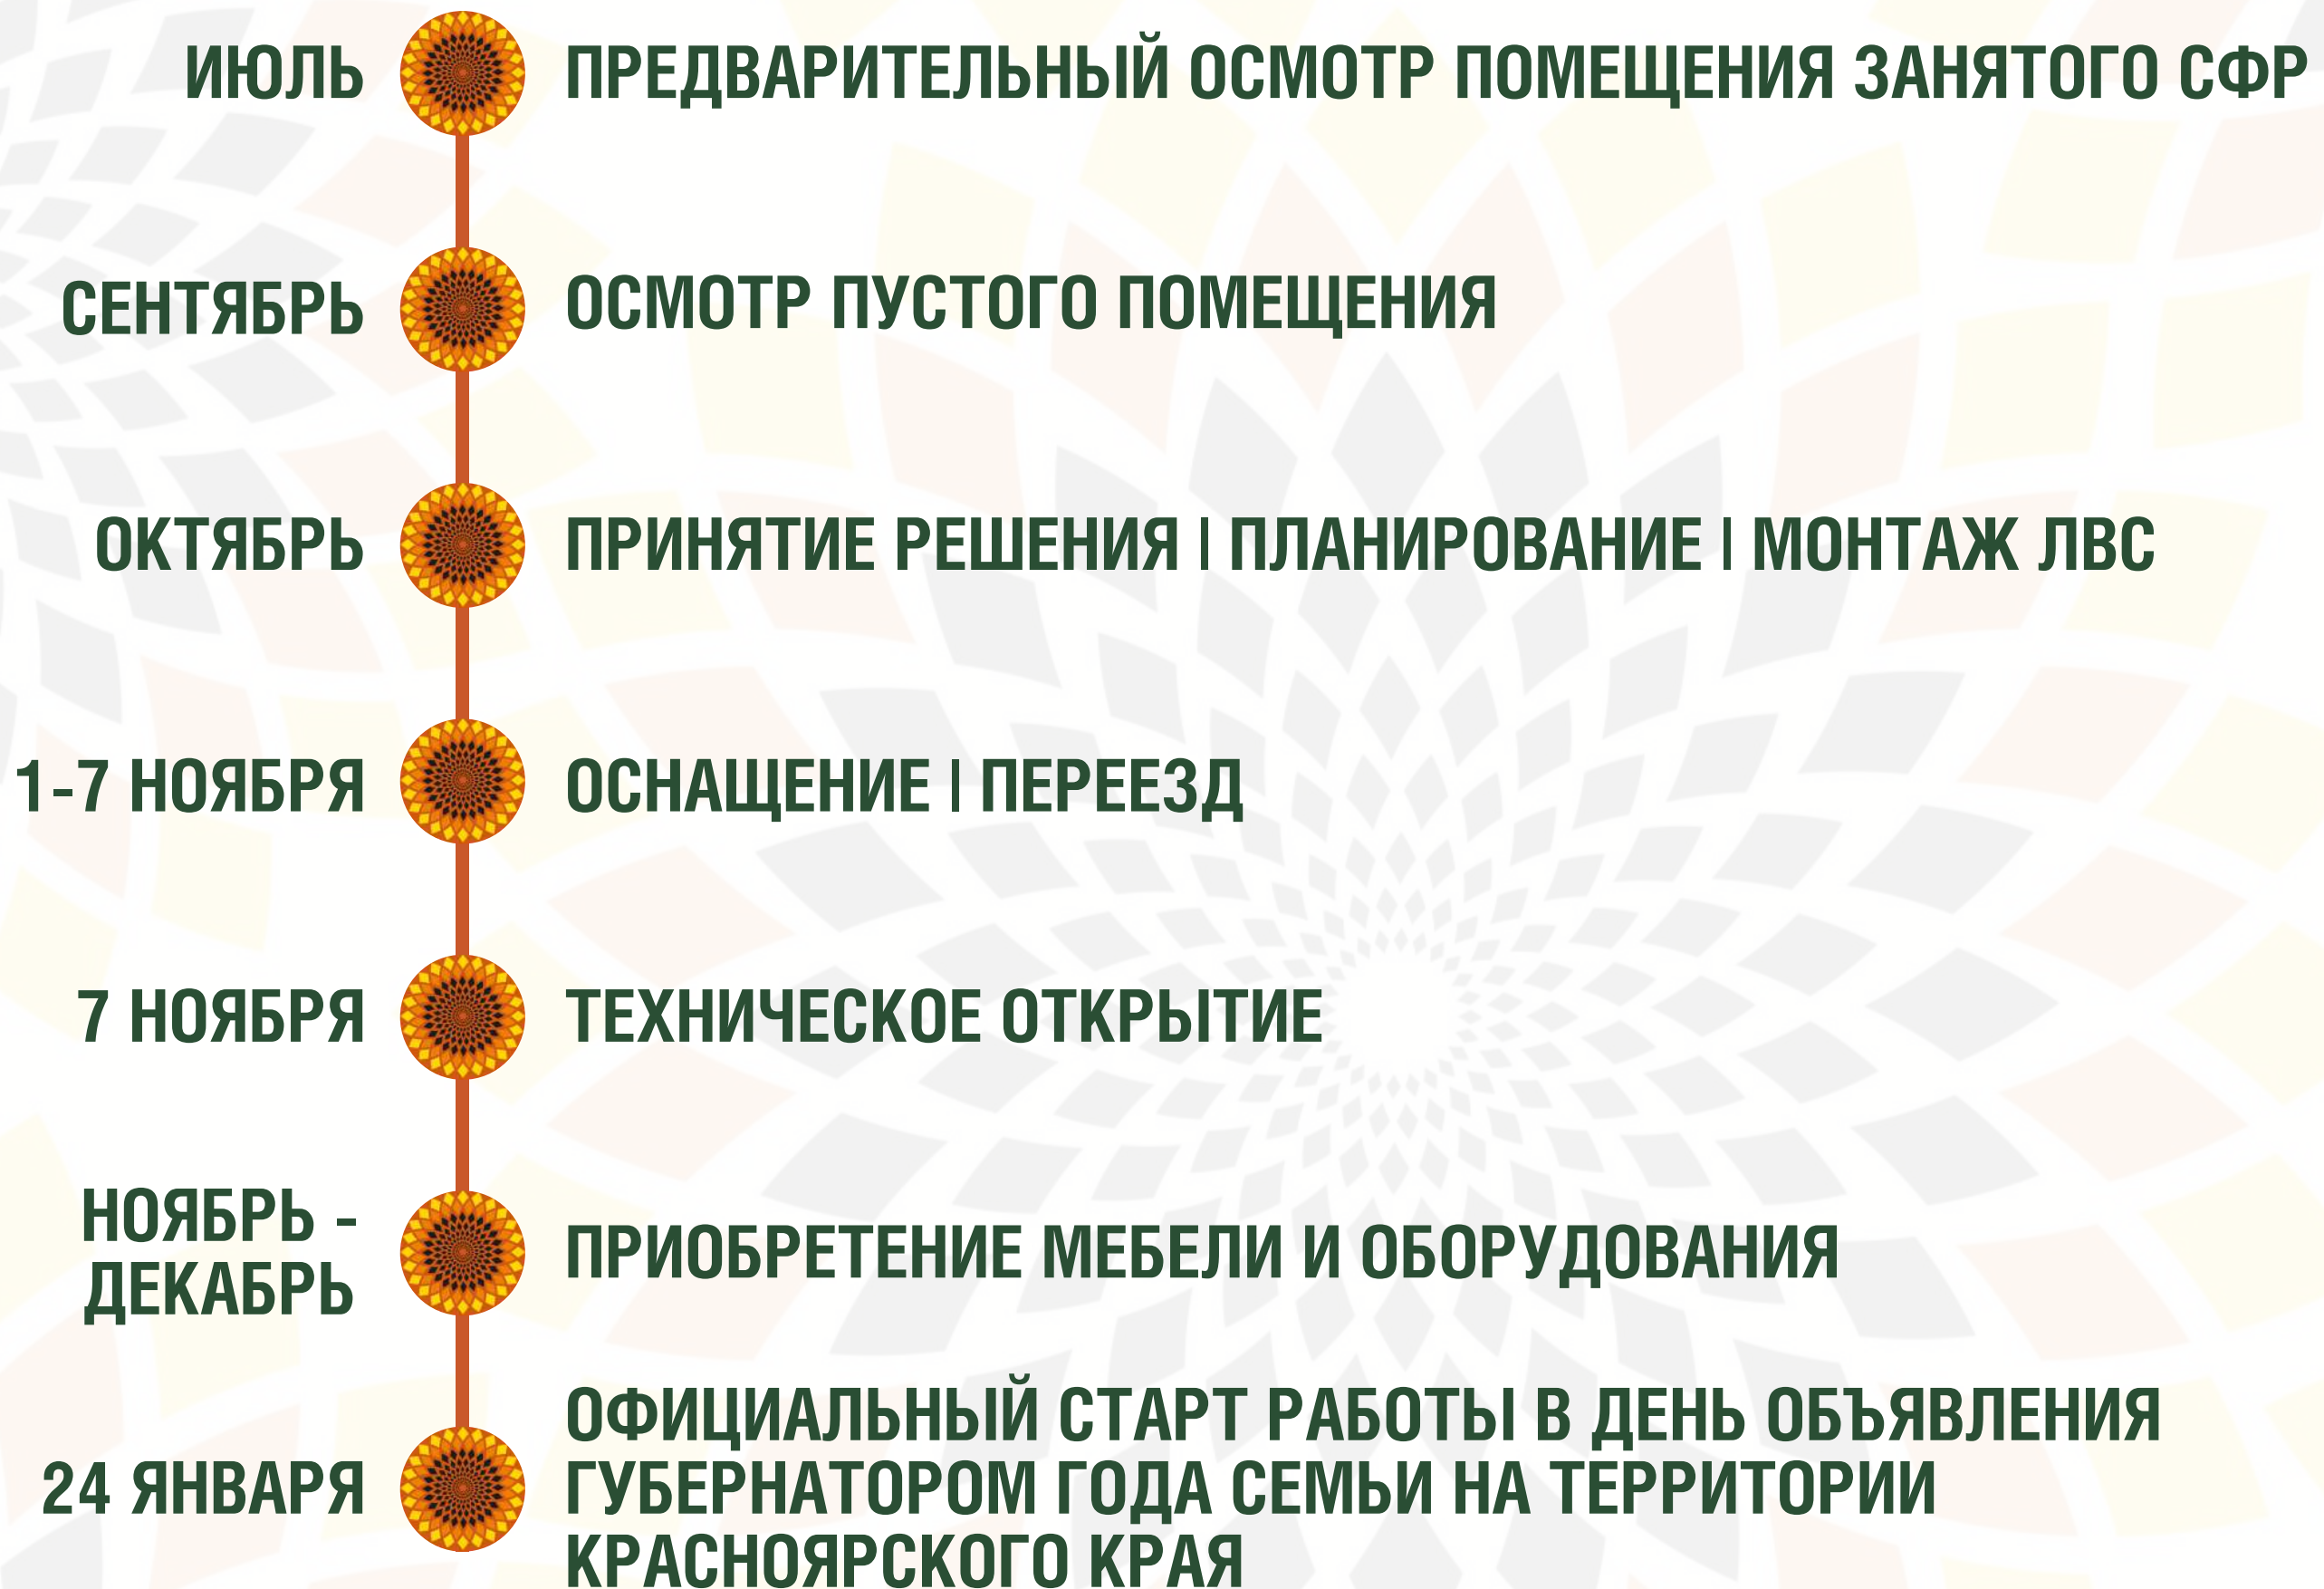 ИЮЛЬ
ПРЕДВАРИТЕЛЬНЫЙ ОСМОТР ПОМЕЩЕНИЯ ЗАНЯТОГО СФР
СЕНТЯБРЬ
ОСМОТР ПУСТОГО ПОМЕЩЕНИЯ
ОКТЯБРЬ
ПРИНЯТИЕ РЕШЕНИЯ | ПЛАНИРОВАНИЕ | МОНТАЖ ЛВС
1-7 НОЯБРЯ
ОСНАЩЕНИЕ | ПЕРЕЕЗД
7 НОЯБРЯ
ТЕХНИЧЕСКОЕ ОТКРЫТИЕ
НОЯБРЬ -
ДЕКАБРЬ
ПРИОБРЕТЕНИЕ МЕБЕЛИ И ОБОРУДОВАНИЯ
24 ЯНВАРЯ
ОФИЦИАЛЬНЫЙ СТАРТ РАБОТЫ В ДЕНЬ ОБЪЯВЛЕНИЯ
ГУБЕРНАТОРОМ ГОДА СЕМЬИ НА ТЕРРИТОРИИ
КРАСНОЯРСКОГО КРАЯ